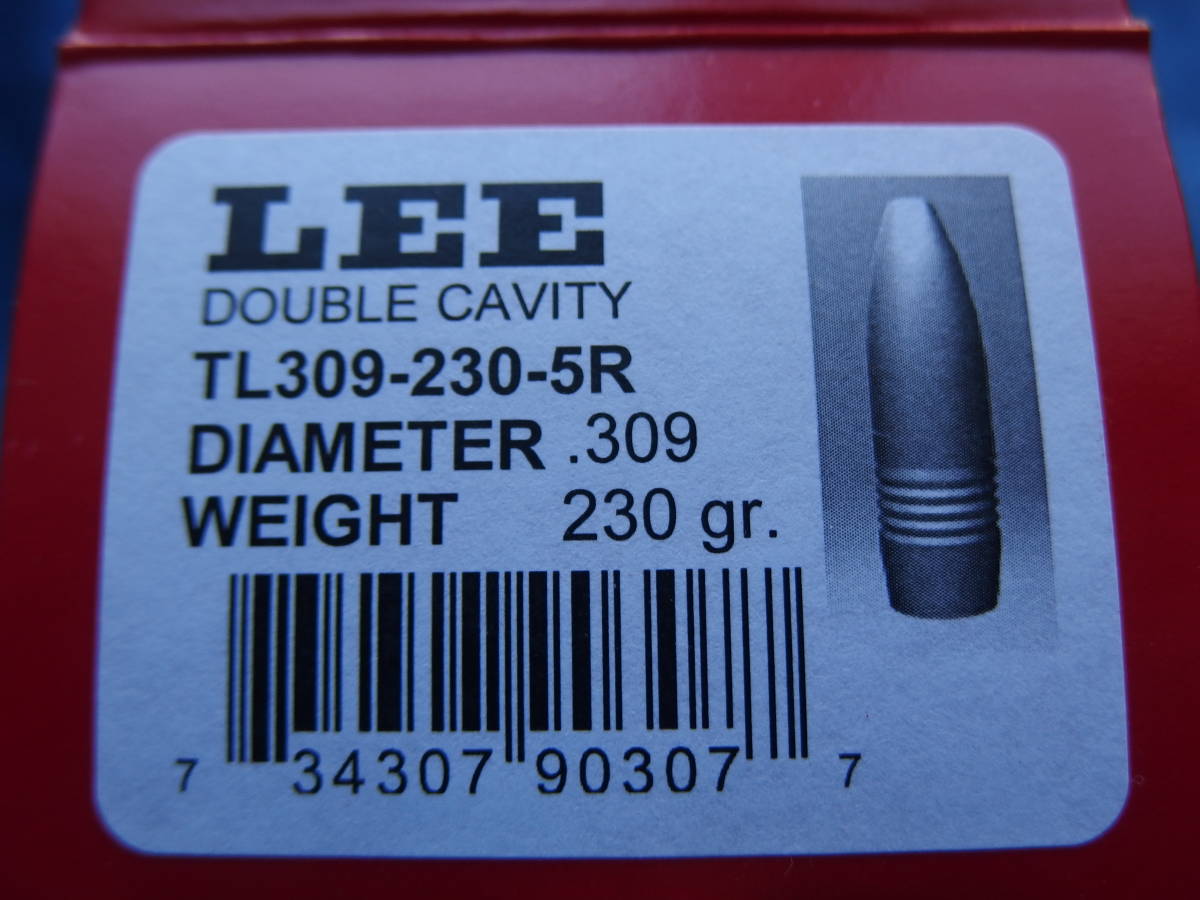 LEE
DOUBLE CAVITY
TL309-230-5R
DIAMETER .309
WEIGHT 230 gr.
7 34307 90307 7